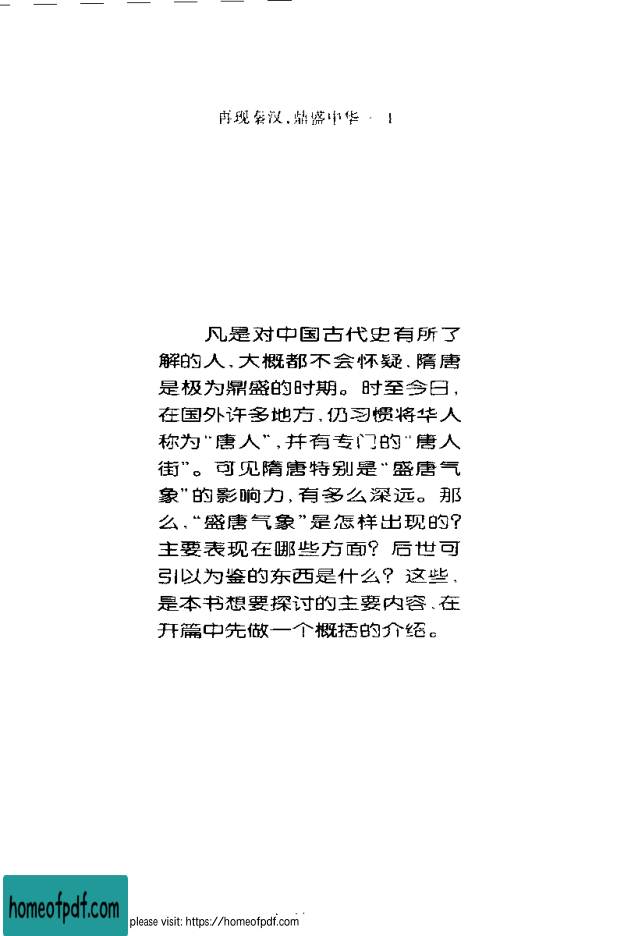 再现秦汉，鼎盛中华 · 1
凡是对中国古代史有所了
解的人，大概都不会怀疑，隋唐
是极为鼎盛的时期。时至今日，
在国外许多地方，仍习惯将华人
称为“唐人”，并有专门的“唐人
街”。可见隋唐特别是“盛唐气
象”的影响力，有多么深远。那
么，“盛唐气象”是怎样出现的？
主要表现在哪些方面？后世可
引以为鉴的东西是什么？这些，
是本书想要探讨的主要内容，在
开篇中先做一个概括的介绍。
homeofpdf.com
please visit: https://homeofpdf.com